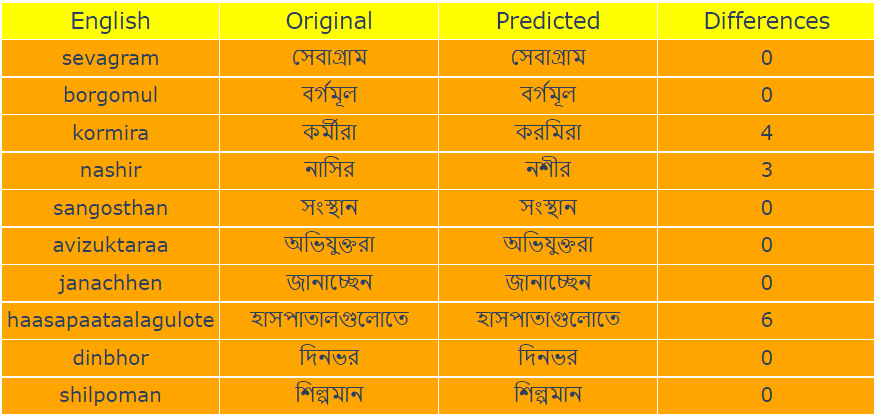 English Original Predicted Differences
sevagram সেবাগ্রাম সেবাগ্রাম 0
borgomul বর্গমূল বর্গমূল 0
kormira কর্মীরা করমিরা 4
nashir নাসির নশীর 3
sangosthan সংস্থান সংস্থান 0
avizuktaraa অভিযুক্তরা অভিযুক্তরা 0
janachhen জানাচ্ছেন জানাচ্ছেন 0
haasapaataalagulote হাসপাতালগুলোতে হাসপাতাগুলোতে 6
dinbhor দিনভর দিনভর 0
shilpoman শিল্পমান শিল্পমান 0